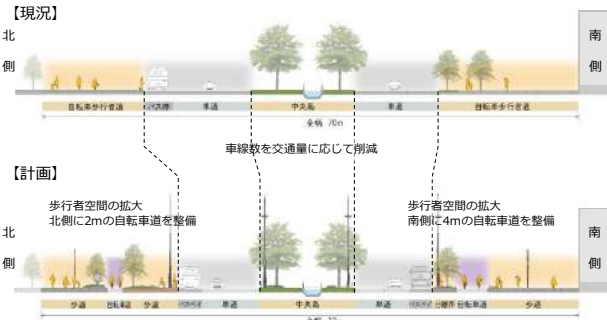 【現況】
北
側
南
側
自転車歩行者道
バス停
車道
中央島
車道
自転車歩行者道
全幅 70m
車線数を交通量に応じて削減
【計画】
歩行者空間の拡大
北側に2mの自転車道を整備
歩行者空間の拡大
南側に4mの自転車道を整備
北
側
南
側
歩道
自転車道
歩道
車道
中央島
車道
自転車道
歩道